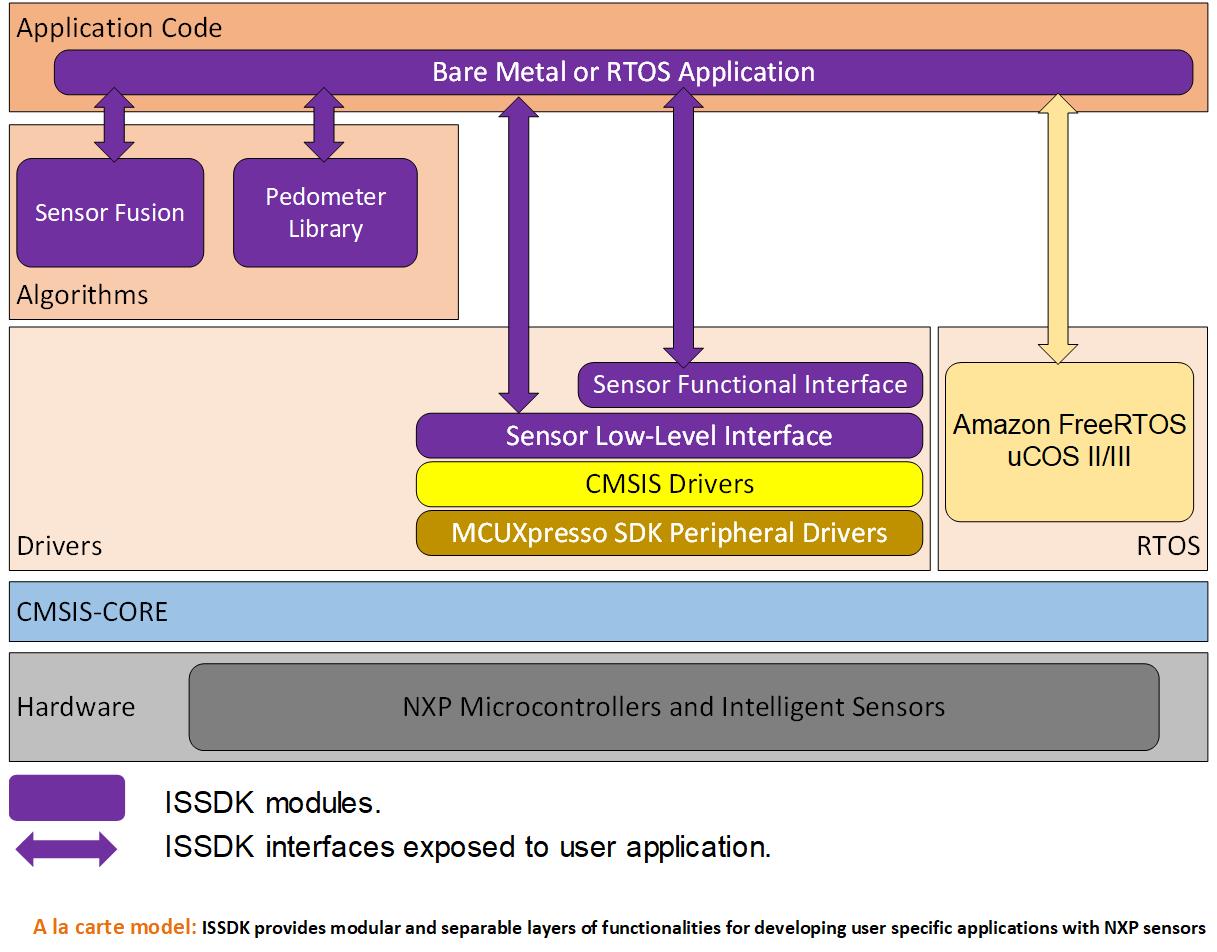 Application Code
Bare Metal or RTOS Application
Sensor Fusion
Pedometer
Library
Algorithms
Sensor Functional Interface
Sensor Low-Level Interface
CMSIS Drivers
MCUXpresso SDK Peripheral Drivers
Drivers
Amazon FreeRTOS
uCOS II/III
RTOS
CMSIS-CORE
Hardware
NXP Microcontrollers and Intelligent Sensors
ISSDK modules.
ISSDK interfaces exposed to user application.
A la carte model: ISSDK provides modular and separable layers of functionalities for developing user specific applications with NXP sensors